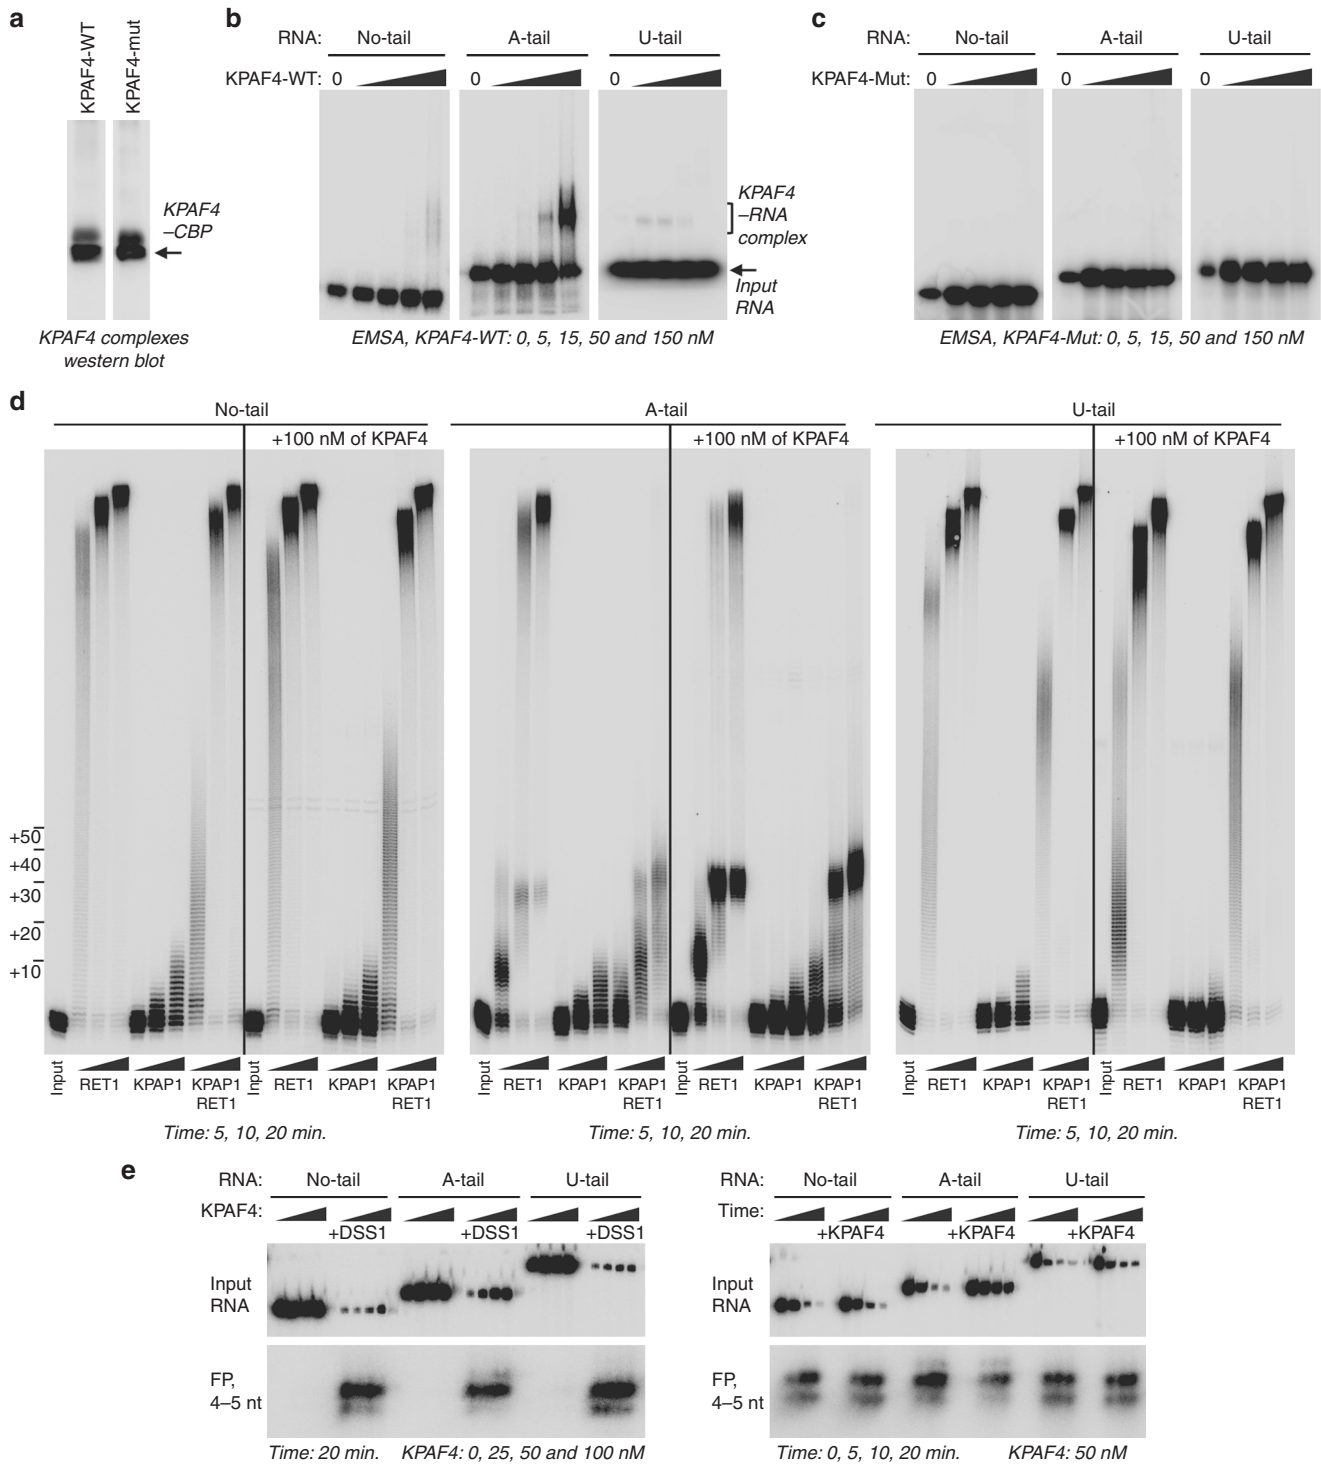 a
KPAF4-WT
KPAF4-mut
KPAF4
–CBP
KPAF4 complexes
western blot
b
RNA: No-tail A-tail U-tail
KPAF4-WT: 0 0 0
KPAF4
–RNA
complex
Input
RNA
EMSA, KPAF4-WT: 0, 5, 15, 50 and 150 nM
c
RNA: No-tail A-tail U-tail
KPAF4-Mut: 0 0 0
EMSA, KPAF4-Mut: 0, 5, 15, 50 and 150 nM
d
No-tail A-tail U-tail
+100 nM of KPAF4 +100 nM of KPAF4 +100 nM of KPAF4
+50
+40
+30
+20
+10
Input RET1 KPAP1 KPAP1 Input RET1 KPAP1 KPAP1 Input RET1 KPAP1 KPAP1 Input RET1 KPAP1 KPAP1 Input RET1 KPAP1 KPAP1 Input RET1 KPAP1 KPAP1
RET1 RET1 RET1 RET1 RET1 RET1
Time: 5, 10, 20 min. Time: 5, 10, 20 min. Time: 5, 10, 20 min.
e
RNA: No-tail A-tail U-tail
KPAF4:
+DSS1 +DSS1 +DSS1
Input
RNA
FP,
4–5 nt
Time: 20 min. KPAF4: 0, 25, 50 and 100 nM
RNA: No-tail A-tail U-tail
Time:
+KPAF4 +KPAF4 +KPAF4
Input
RNA
FP,
4–5 nt
Time: 0, 5, 10, 20 min. KPAF4: 50 nM